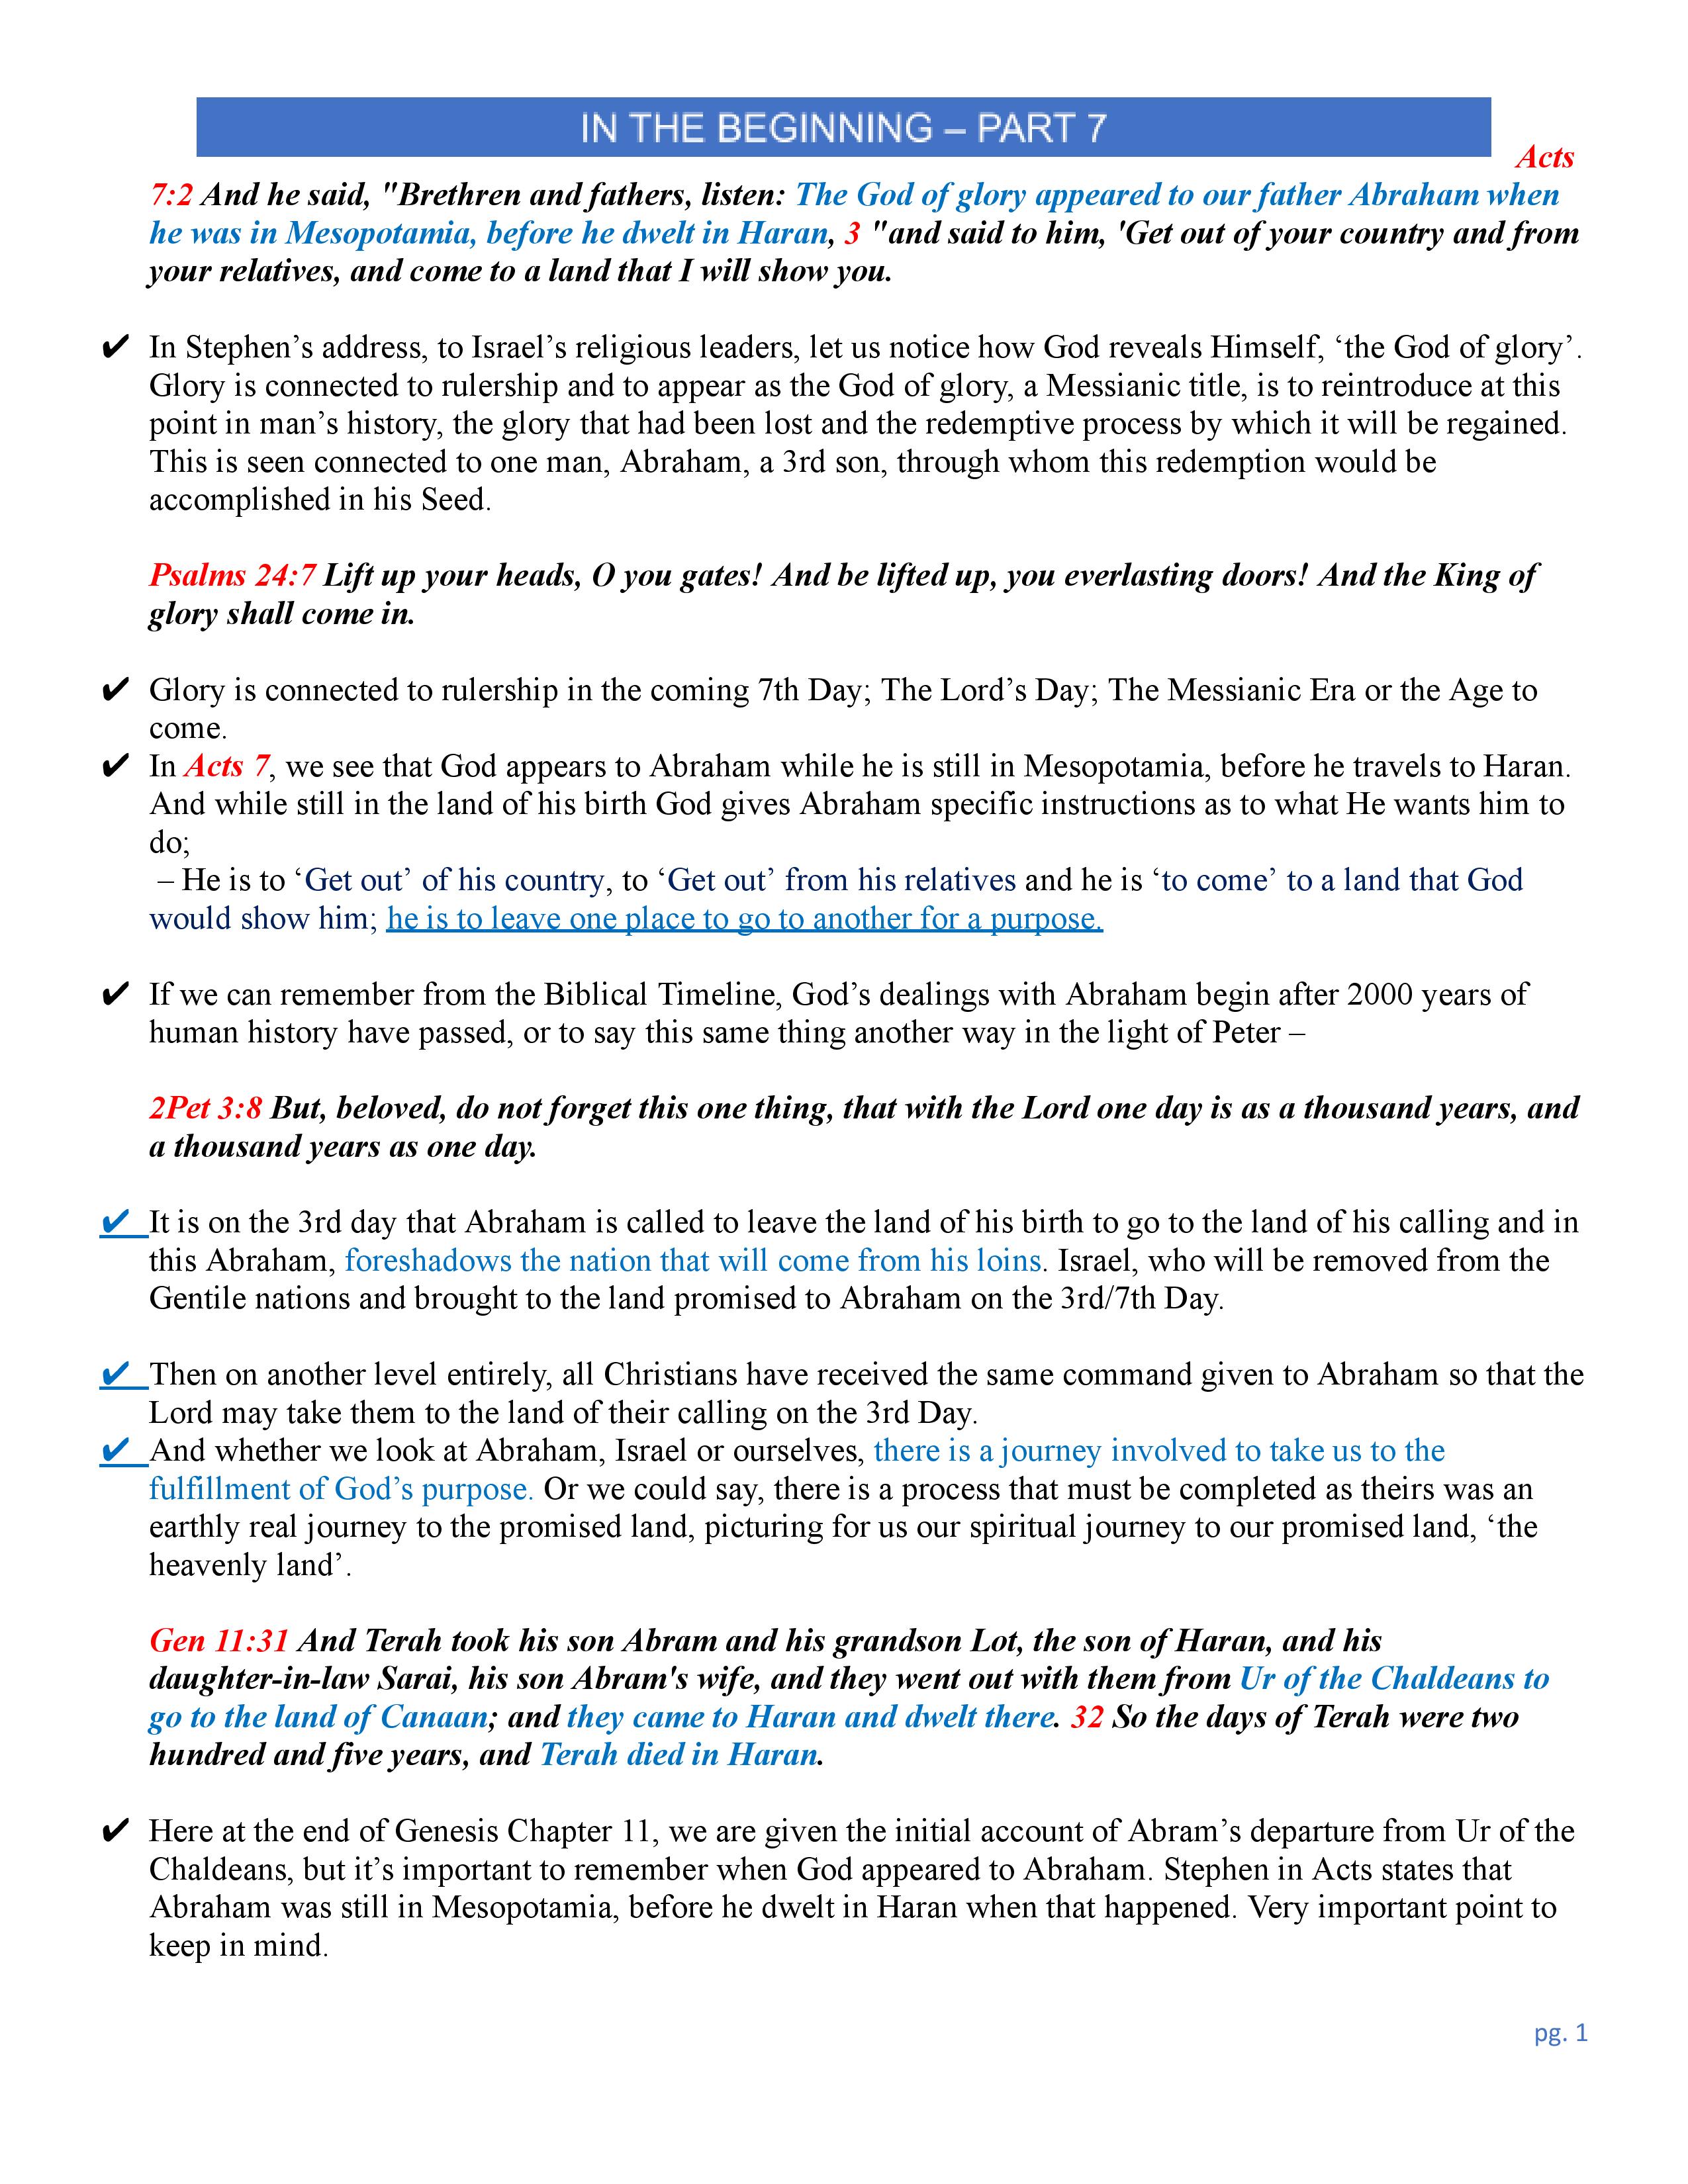 IN THE BEGINNING – PART 7
Acts
7:2 And he said, "Brethren and fathers, listen: The God of glory appeared to our father Abraham when
he was in Mesopotamia, before he dwelt in Haran, 3 "and said to him, 'Get out of your country and from
your relatives, and come to a land that I will show you.
✔ In Stephen’s address, to Israel’s religious leaders, let us notice how God reveals Himself, ‘the God of glory’.
Glory is connected to rulership and to appear as the God of glory, a Messianic title, is to reintroduce at this
point in man’s history, the glory that had been lost and the redemptive process by which it will be regained.
This is seen connected to one man, Abraham, a 3rd son, through whom this redemption would be
accomplished in his Seed.
Psalms 24:7 Lift up your heads, O you gates! And be lifted up, you everlasting doors! And the King of
glory shall come in.
✔ Glory is connected to rulership in the coming 7th Day; The Lord’s Day; The Messianic Era or the Age to
come.
✔ In Acts 7, we see that God appears to Abraham while he is still in Mesopotamia, before he travels to Haran.
And while still in the land of his birth God gives Abraham specific instructions as to what He wants him to
do;
– He is to ‘Get out’ of his country, to ‘Get out’ from his relatives and he is ‘to come’ to a land that God
would show him; he is to leave one place to go to another for a purpose.
✔ If we can remember from the Biblical Timeline, God’s dealings with Abraham begin after 2000 years of
human history have passed, or to say this same thing another way in the light of Peter –
2Pet 3:8 But, beloved, do not forget this one thing, that with the Lord one day is as a thousand years, and
a thousand years as one day.
✔ It is on the 3rd day that Abraham is called to leave the land of his birth to go to the land of his calling and in
this Abraham, foreshadows the nation that will come from his loins. Israel, who will be removed from the
Gentile nations and brought to the land promised to Abraham on the 3rd/7th Day.
✔ Then on another level entirely, all Christians have received the same command given to Abraham so that the
Lord may take them to the land of their calling on the 3rd Day.
✔ And whether we look at Abraham, Israel or ourselves, there is a journey involved to take us to the
fulfillment of God’s purpose. Or we could say, there is a process that must be completed as theirs was an
earthly real journey to the promised land, picturing for us our spiritual journey to our promised land, ‘the
heavenly land’.
Gen 11:31 And Terah took his son Abram and his grandson Lot, the son of Haran, and his
daughter-in-law Sarai, his son Abram's wife, and they went out with them from Ur of the Chaldeans to
go to the land of Canaan; and they came to Haran and dwelt there. 32 So the days of Terah were two
hundred and five years, and Terah died in Haran.
✔ Here at the end of Genesis Chapter 11, we are given the initial account of Abram’s departure from Ur of the
Chaldeans, but it’s important to remember when God appeared to Abraham. Stephen in Acts states that
Abraham was still in Mesopotamia, before he dwelt in Haran when that happened. Very important point to
keep in mind.
pg. 1